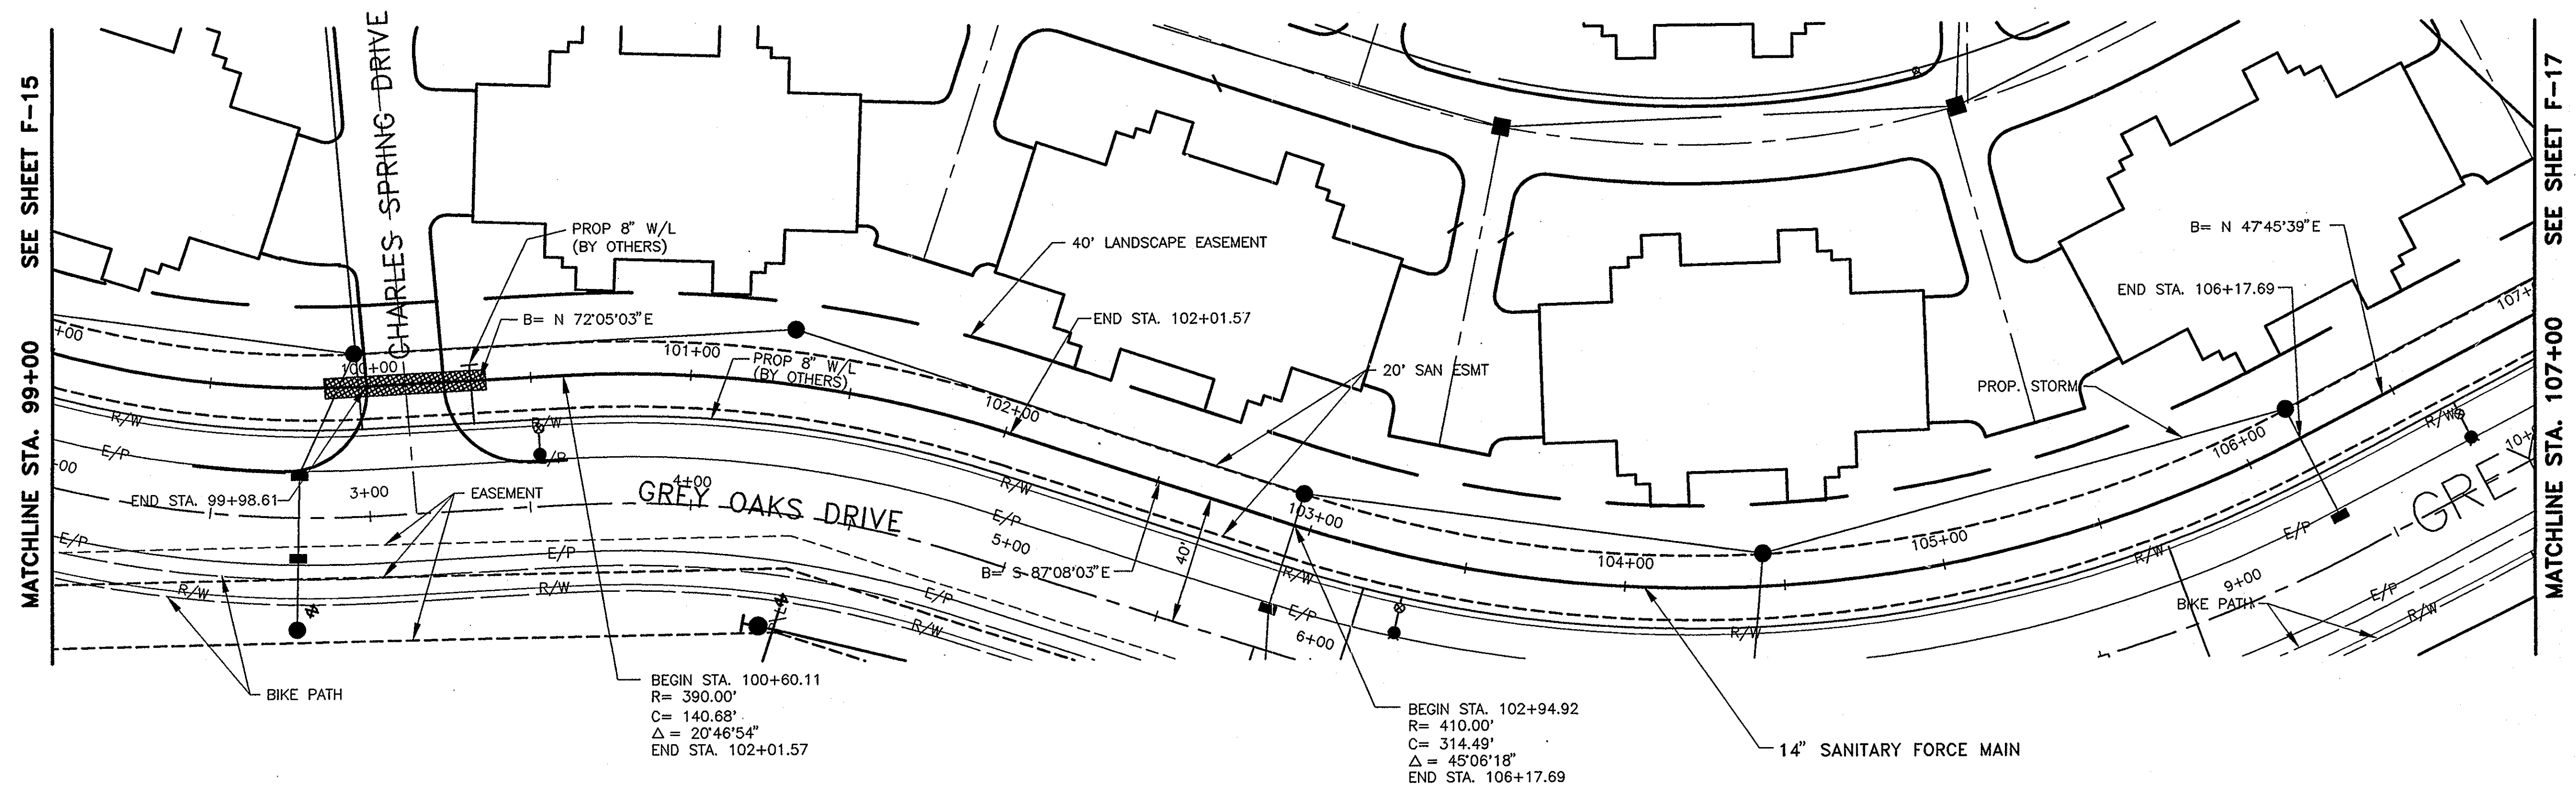 MATCHLINE STA. 99+00 SEE SHEET F-15
CHARLES SPRING DRIVE
PROP 8" W/L
(BY OTHERS)
B= N 72°05'03"E
40' LANDSCAPE EASEMENT
END STA. 102+01.57
PROP 8" W/L
(BY OTHERS)
20' SAN ESMT
B= N 47°45'39"E
END STA. 106+17.69
PROP. STORM
+00
100+00
101+00
102+00
103+00
104+00
105+00
106+00
107+
R/W
E/P
+00
R/W
E/P
R/W
E/P
R/W
R/W
E/P
R/W
R/W
E/P
10+
END STA. 99+98.61
3+00
EASEMENT
4+00
GREY OAKS DRIVE
5+00
B= S 87°08'03"E
40'
6+00
9+00
GREY
E/P
R/W
E/P
R/W
E/P
R/W
E/P
R/W
BIKE PATH
BIKE PATH
BEGIN STA. 100+60.11
R= 390.00'
C= 140.68'
Δ = 20°46'54"
END STA. 102+01.57
BEGIN STA. 102+94.92
R= 410.00'
C= 314.49'
Δ = 45°06'18"
END STA. 106+17.69
14" SANITARY FORCE MAIN
MATCHLINE STA. 107+00 SEE SHEET F-17